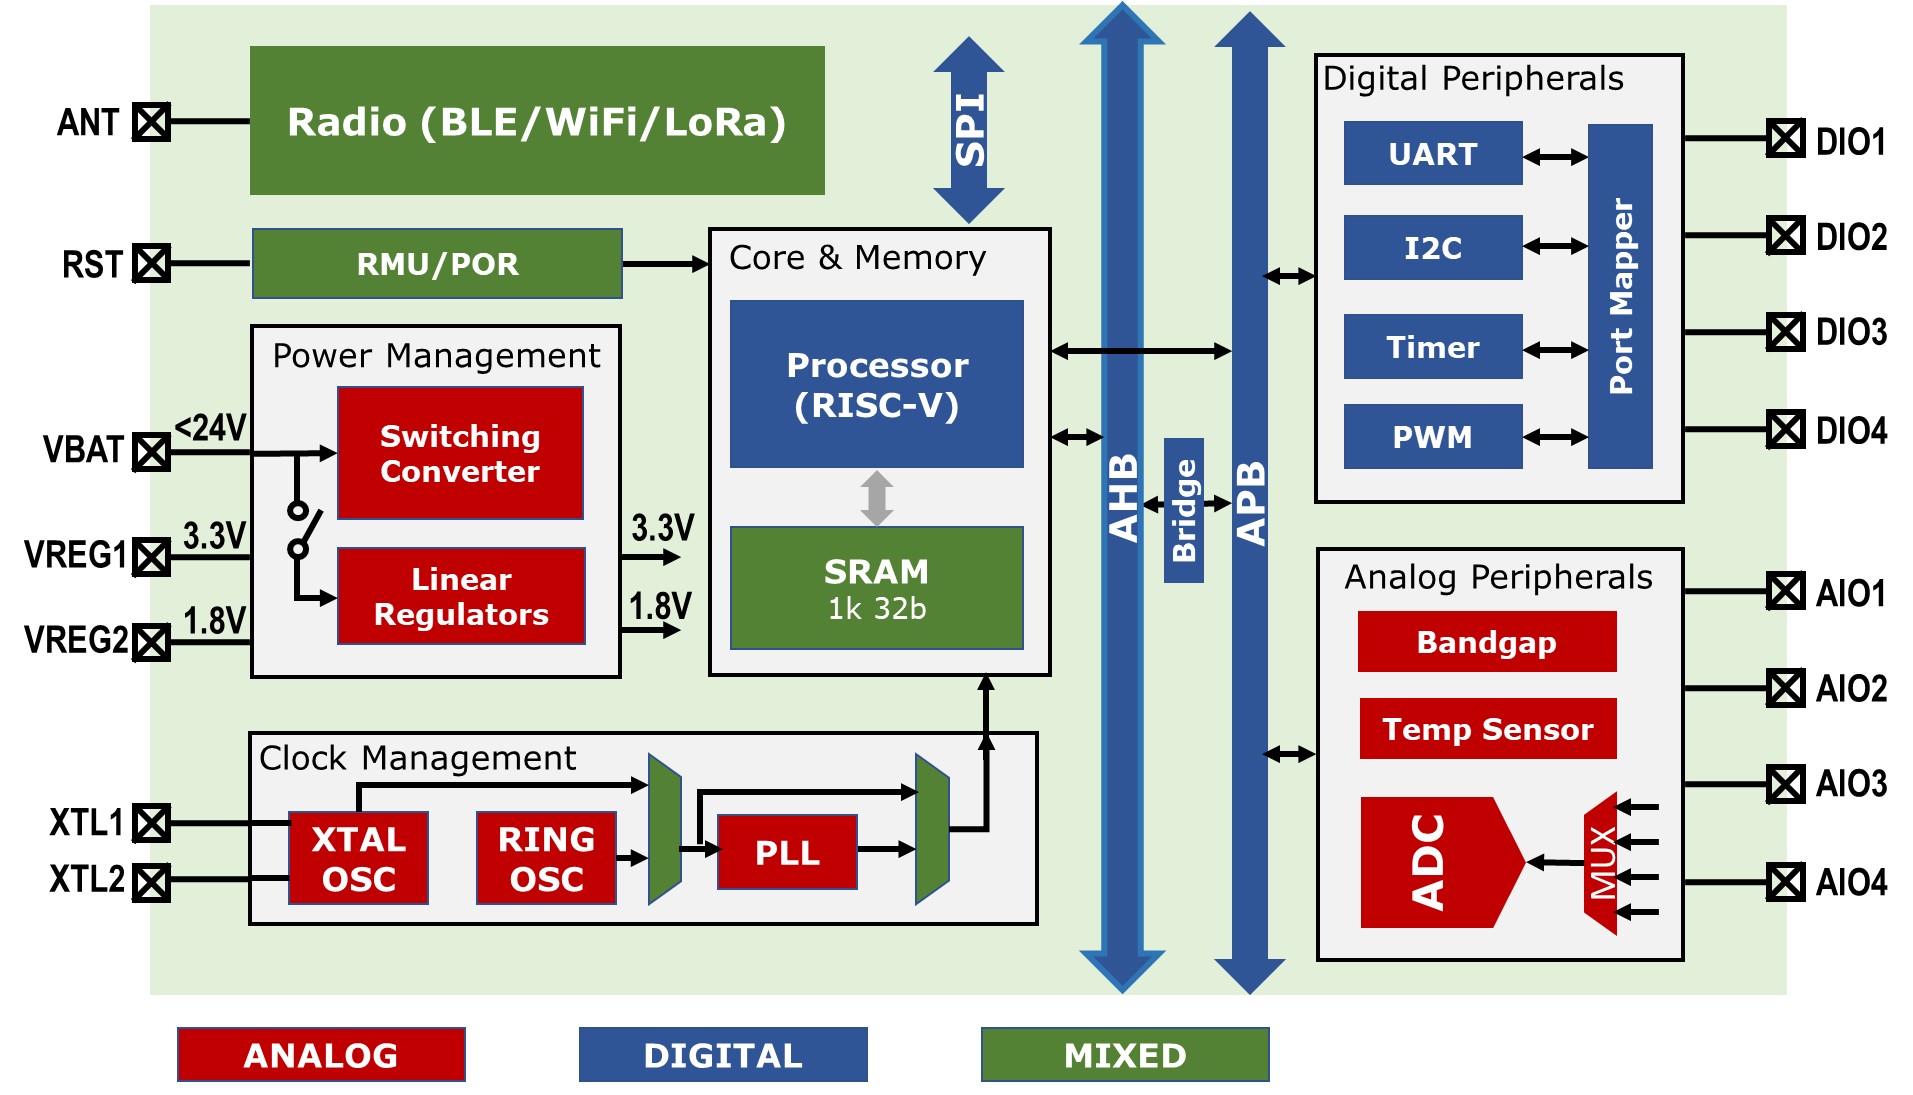 ANT
Radio (BLE/WiFi/LoRa)
SPI
RST
RMU/POR
Power Management
VBAT
<24V
Switching
Converter
VREG1
3.3V
VREG2
1.8V
Linear
Regulators
3.3V
1.8V
Core & Memory
Processor
(RISC-V)
SRAM
1k 32b
Clock Management
XTL1
XTL2
XTAL
OSC
RING
OSC
PLL
AHB
Bridge
APB
Digital Peripherals
UART
I2C
Timer
PWM
Port Mapper
DIO1
DIO2
DIO3
DIO4
Analog Peripherals
Bandgap
Temp Sensor
ADC
MUX
AIO1
AIO2
AIO3
AIO4
ANALOG
DIGITAL
MIXED